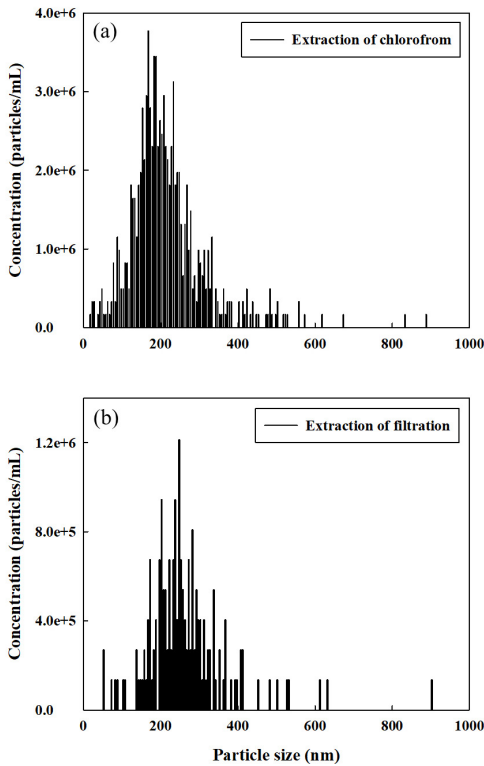 (a)
Extraction of chlorofrom
Concentration (particles/mL)
4.0e+6
3.0e+6
2.0e+6
1.0e+6
0.0
0 200 400 600 800 1000
(b)
Extraction of filtration
Concentration (particles/mL)
1.2e+6
8.0e+5
4.0e+5
0.0
0 200 400 600 800 1000
Particle size (nm)